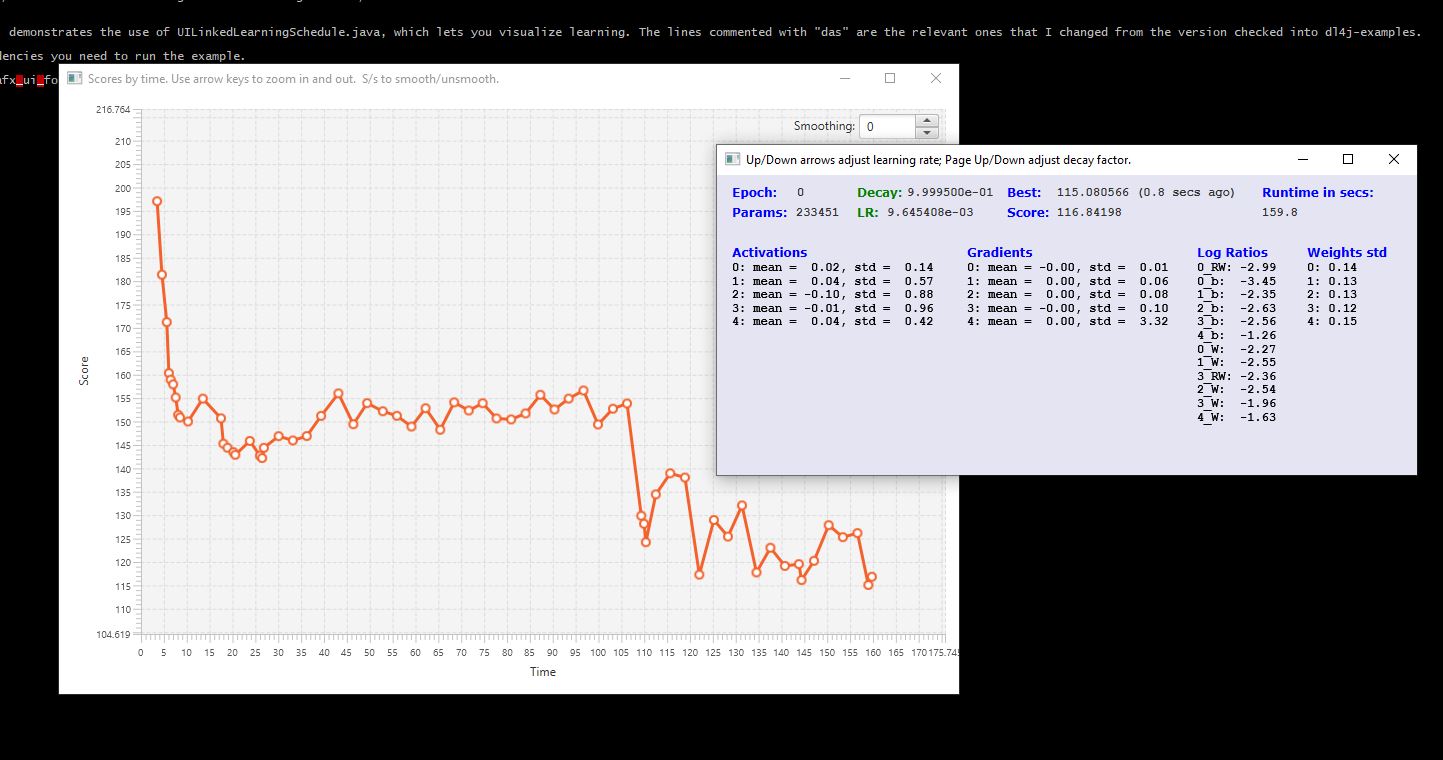 demonstrates the use of UILinkedLearningSchedule.java, which lets you visualize learning. The lines commented with "das" are the relevant ones that I changed from the version checked into dl4j-examples.
dencies you need to run the example.
Scores by time. Use arrow keys to zoom in and out. S/s to smooth/unsmooth.
Smoothing: 0
Score
216.764
210
205
200
195
190
185
180
175
170
165
160
155
150
145
140
135
130
125
120
115
110
104.619
0 5 10 15 20 25 30 35 40 45 50 55 60 65 70 75 80 85 90 95 100 105 110 115 120 125 130 135 140 145 150 155 160 165 170 175.745
Time
Up/Down arrows adjust learning rate; Page Up/Down adjust decay factor.
Epoch: 0 Decay: 9.999500e-01 Best: 115.080566 (0.8 secs ago) Runtime in secs:
Params: 233451 LR: 9.645408e-03 Score: 116.84198 159.8
Activations
0: mean = 0.02, std = 0.14
1: mean = 0.04, std = 0.57
2: mean = -0.10, std = 0.88
3: mean = -0.01, std = 0.96
4: mean = 0.04, std = 0.42
Gradients
0: mean = -0.00, std = 0.01
1: mean = 0.00, std = 0.06
2: mean = 0.00, std = 0.08
3: mean = -0.00, std = 0.10
4: mean = 0.00, std = 3.32
Log Ratios
0_RW: -2.99
0_b: -3.45
1_b: -2.35
2_b: -2.63
3_b: -2.56
4_b: -1.26
0_W: -2.27
1_W: -2.55
3_RW: -2.36
2_W: -2.54
3_W: -1.96
4_W: -1.63
Weights std
0: 0.14
1: 0.13
2: 0.13
3: 0.12
4: 0.15